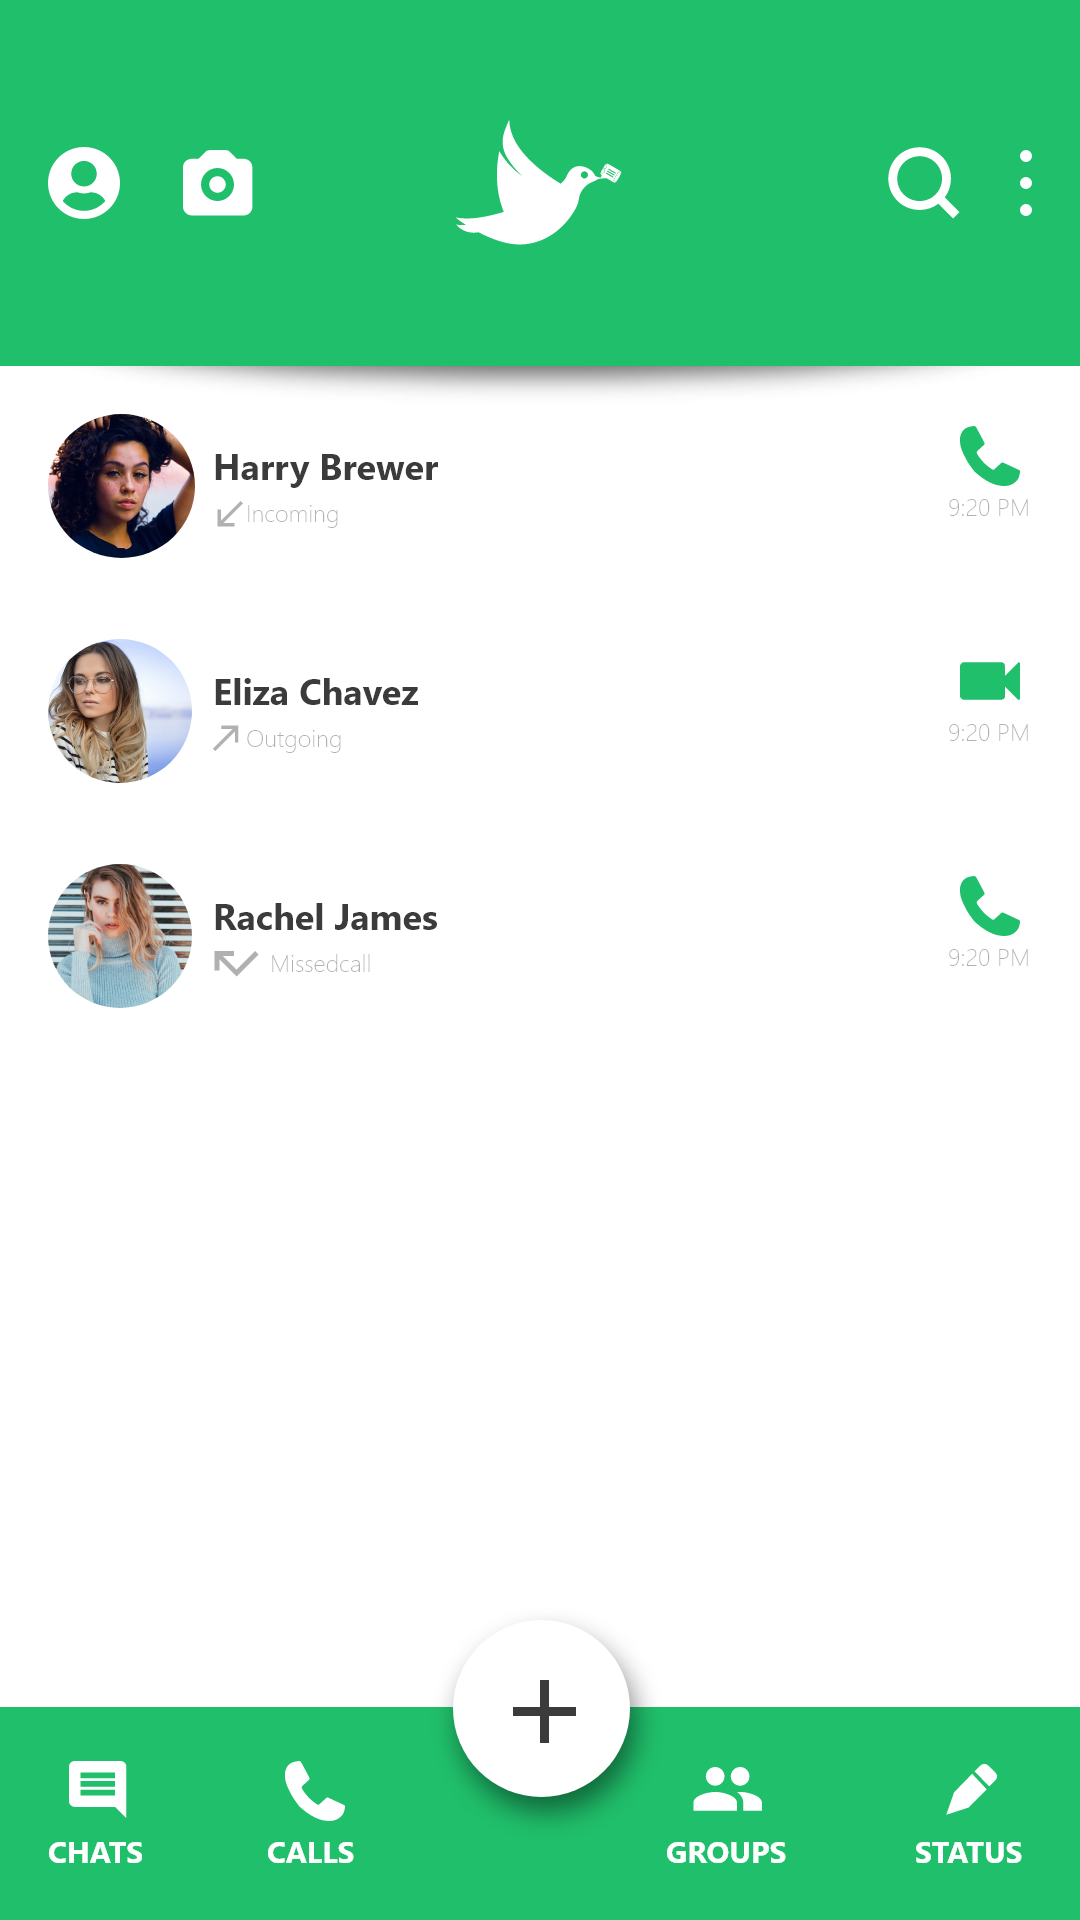 Harry Brewer
Incoming
9:20 PM
Eliza Chavez
Outgoing
9:20 PM
Rachel James
Missedcall
9:20 PM
CHATS
CALLS
GROUPS
STATUS